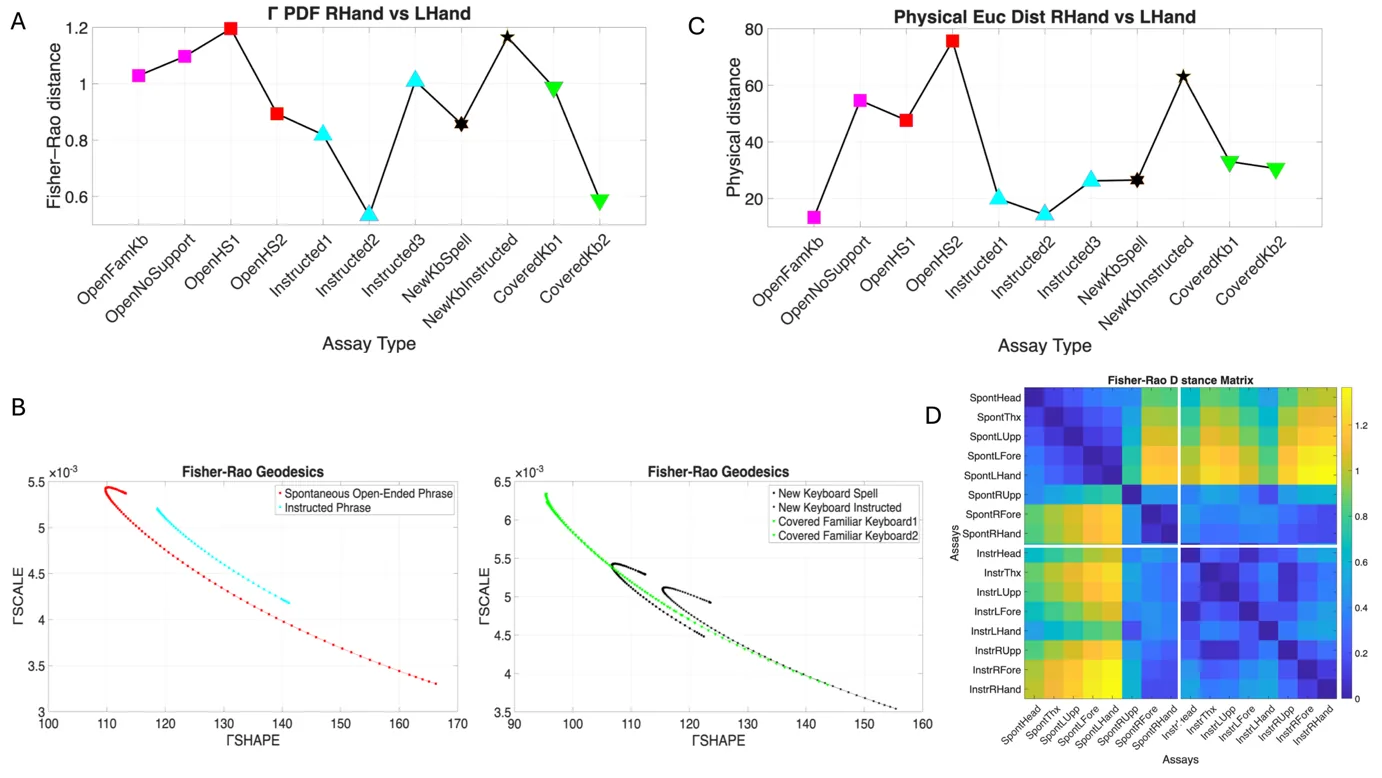 A
Γ PDF RHand vs LHand
Fisher–Rao distance
1.2
1
0.8
0.6
OpenFamKb
OpenNoSupport
OpenHS1
OpenHS2
Instructed1
Instructed2
Instructed3
NewKbSpell
NewKbInstructed
CoveredKb1
CoveredKb2
Assay Type
C
Physical Euc Dist RHand vs LHand
Physical distance
80
60
40
20
OpenFamKb
OpenNoSupport
OpenHS1
OpenHS2
Instructed1
Instructed2
Instructed3
NewKbSpell
NewKbInstructed
CoveredKb1
CoveredKb2
Assay Type
B
×10⁻³
Fisher-Rao Geodesics
Spontaneous Open-Ended Phrase
Instructed Phrase
ΓSCALE
5.5
5
4.5
4
3.5
3
100 110 120 130 140 150 160 170
ΓSHAPE
×10⁻³
Fisher-Rao Geodesics
New Keyboard Spell
New Keyboard Instructed
Covered Familiar Keyboard1
Covered Familiar Keyboard2
ΓSCALE
6.5
6
5.5
5
4.5
4
3.5
90 100 110 120 130 140 150 160
ΓSHAPE
D
Fisher-Rao D stance Matrix
Assays
SpontHead
SpontThx
SpontLUpp
SpontLFore
SpontLHand
SpontRUpp
SpontRFore
SpontRHand
InstrHead
InstrThx
InstrLUpp
InstrLFore
InstrLHand
InstrRUpp
InstrRFore
InstrRHand
1.2
1
0.8
0.6
0.4
0.2
0
SpontHead
SpontThx
SpontLUpp
SpontLFore
SpontLHand
SpontRUpp
SpontRFore
SpontRHand
Instr'‑ead
InstrThx
InstrLUpp
InstrLFore
InstrLHand
InstrRUpp
InstrRFore
InstrRHand
Assays